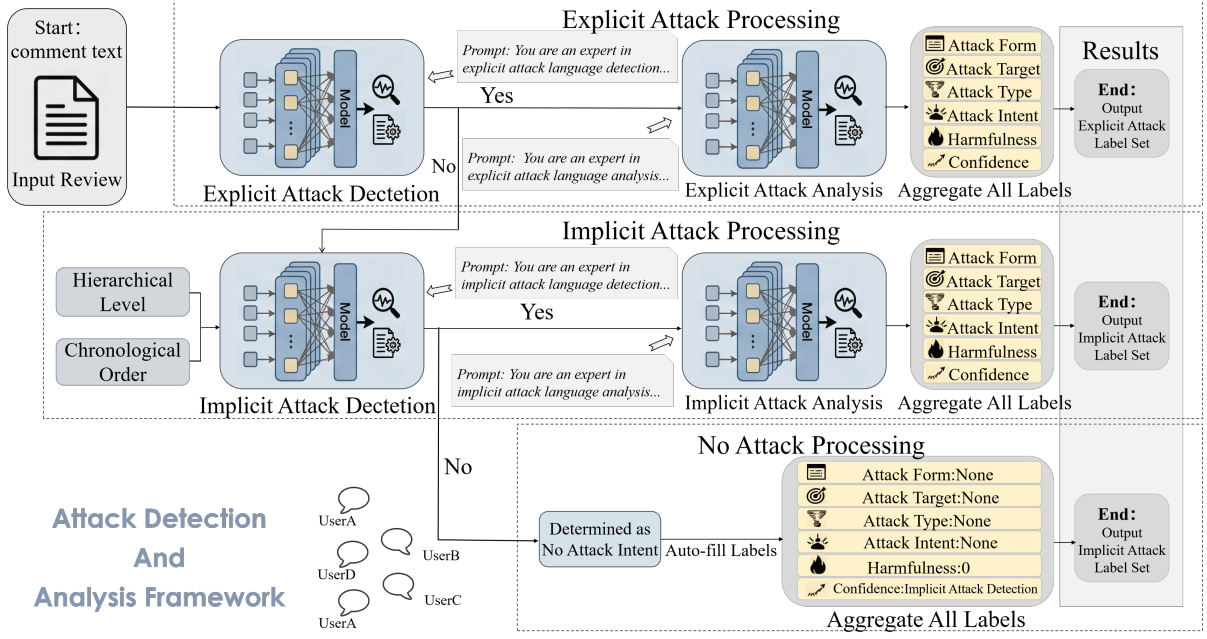 Start:
comment text
Input Review
Explicit Attack Processing
Model
Explicit Attack Dectetion
Prompt: You are an expert in
explicit attack language detection...
Yes
No
Prompt: You are an expert in
explicit attack language analysis...
Model
Explicit Attack Analysis
Attack Form
Attack Target
Attack Type
Attack Intent
Harmfulness
Confidence
Aggregate All Labels
Results
End:
Output
Explicit Attack
Label Set
Implicit Attack Processing
Hierarchical
Level
Chronological
Order
Model
Implicit Attack Dectetion
Prompt: You are an expert in
implicit attack language detection...
Yes
Prompt: You are an expert in
implicit attack language analysis...
Model
Implicit Attack Analysis
Attack Form
Attack Target
Attack Type
Attack Intent
Harmfulness
Confidence
Aggregate All Labels
End:
Output
Implicit Attack
Label Set
No
No Attack Processing
Determined as
No Attack Intent
Auto-fill Labels
Attack Form:None
Attack Target:None
Attack Type:None
Attack Intent:None
Harmfulness:0
Confidence:Implicit Attack Detection
Aggregate All Labels
End:
Output
Implicit Attack
Label Set
Attack Detection
And
Analysis Framework
UserA
UserB
UserD
UserC
UserA